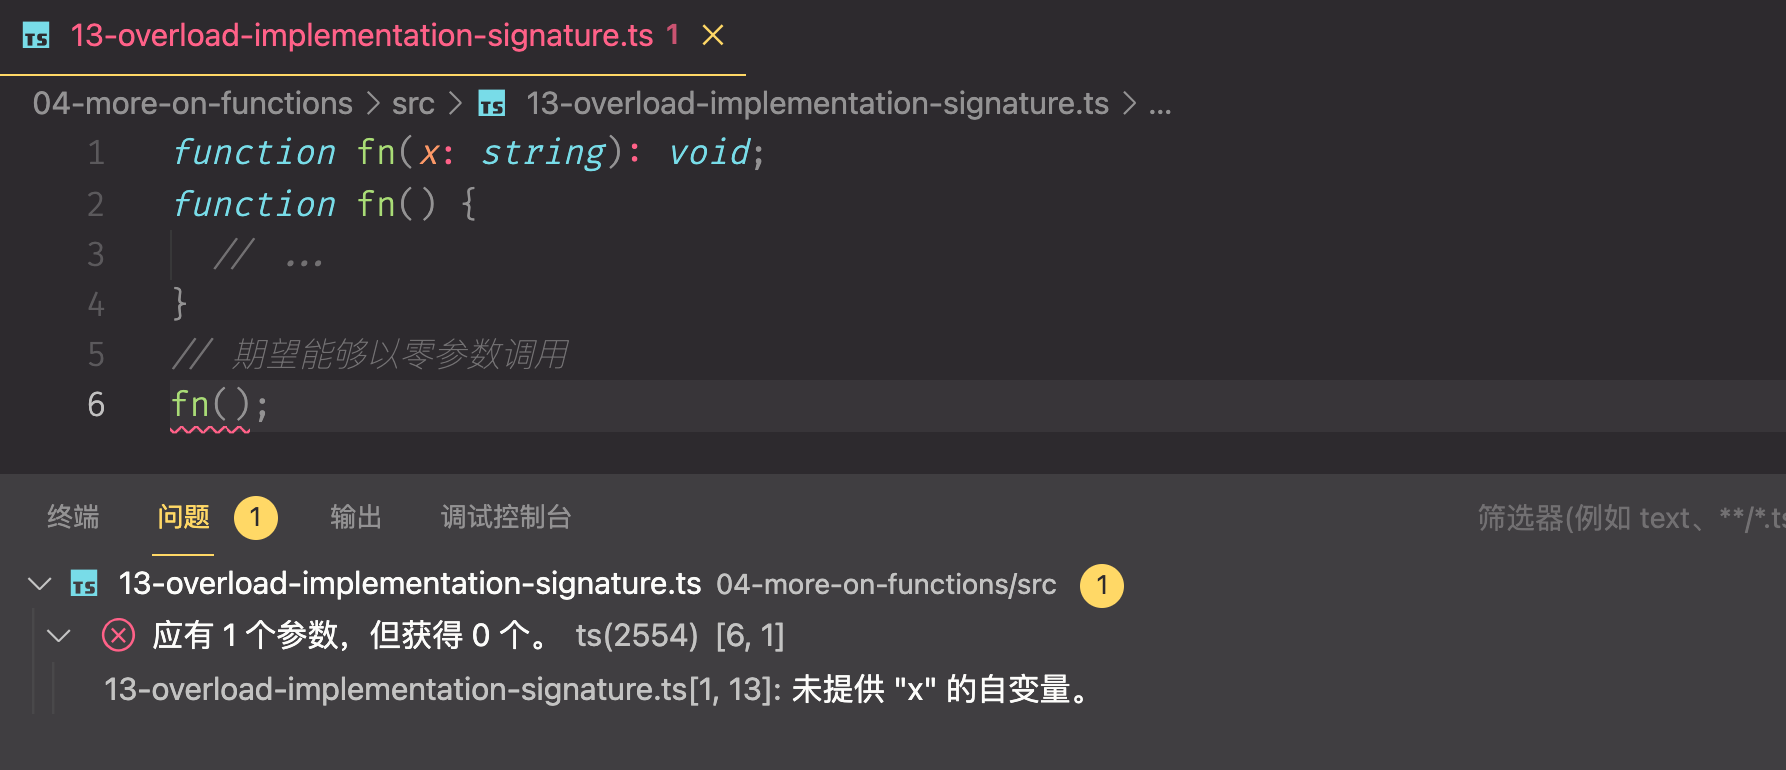 TS 13-overload-implementation-signature.ts 1
04-more-on-functions > src > TS 13-overload-implementation-signature.ts > ...
1 function fn(x: string): void;
2 function fn() {
3 // ...
4 }
5 // 期望能够以零参数调用
6 fn();
终端 问题 1 输出 调试控制台 筛选器(例如 text、**/*.ts
TS 13-overload-implementation-signature.ts 04-more-on-functions/src 1
应有 1 个参数，但获得 0 个。 ts(2554) [6, 1]
13-overload-implementation-signature.ts[1, 13]: 未提供 "x" 的自变量。